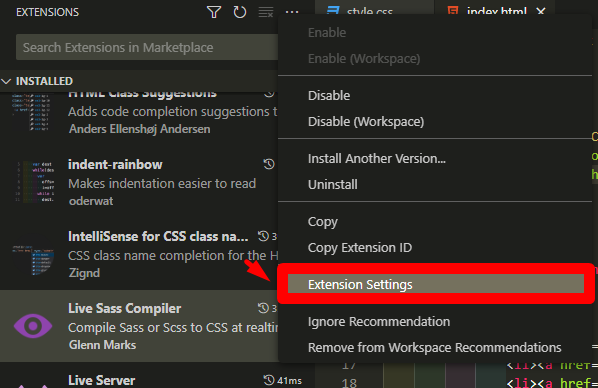 EXTENSIONS
style.css
index.html
Search Extensions in Marketplace
INSTALLED
HTML Class Suggestions
Adds code completion suggestions t
Anders Ellenshøj Andersen
indent-rainbow
Makes indentation easier to read
oderwat
IntelliSense for CSS class na...
3
CSS class name completion for the H
Zignd
Live Sass Compiler
3
Compile Sass or Scss to CSS at realtim
Glenn Marks
Live Server
41ms
Enable
Enable (Workspace)
Disable
Disable (Workspace)
Install Another Version...
Uninstall
Copy
Copy Extension ID
Extension Settings
Ignore Recommendation
Remove from Workspace Recommendations
17 <li><a href=
18 <li><a href=